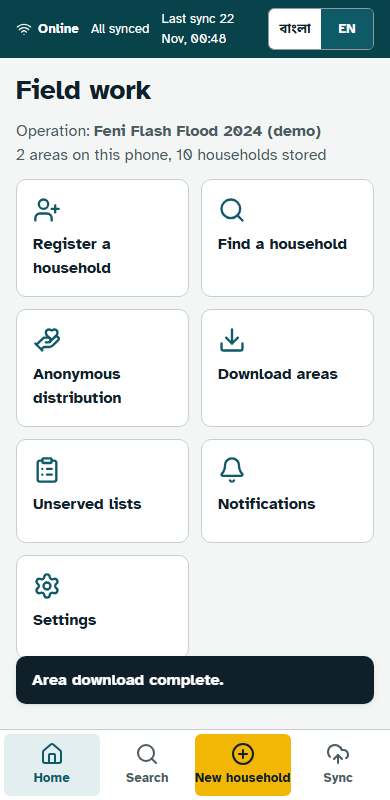 Online All synced Last sync 22 Nov, 00:48 বাংলা EN
Field work
Operation: Feni Flash Flood 2024 (demo)
2 areas on this phone, 10 households stored
Register a household
Find a household
Anonymous distribution
Download areas
Unserved lists
Notifications
Settings
Area download complete.
Home Search New household Sync